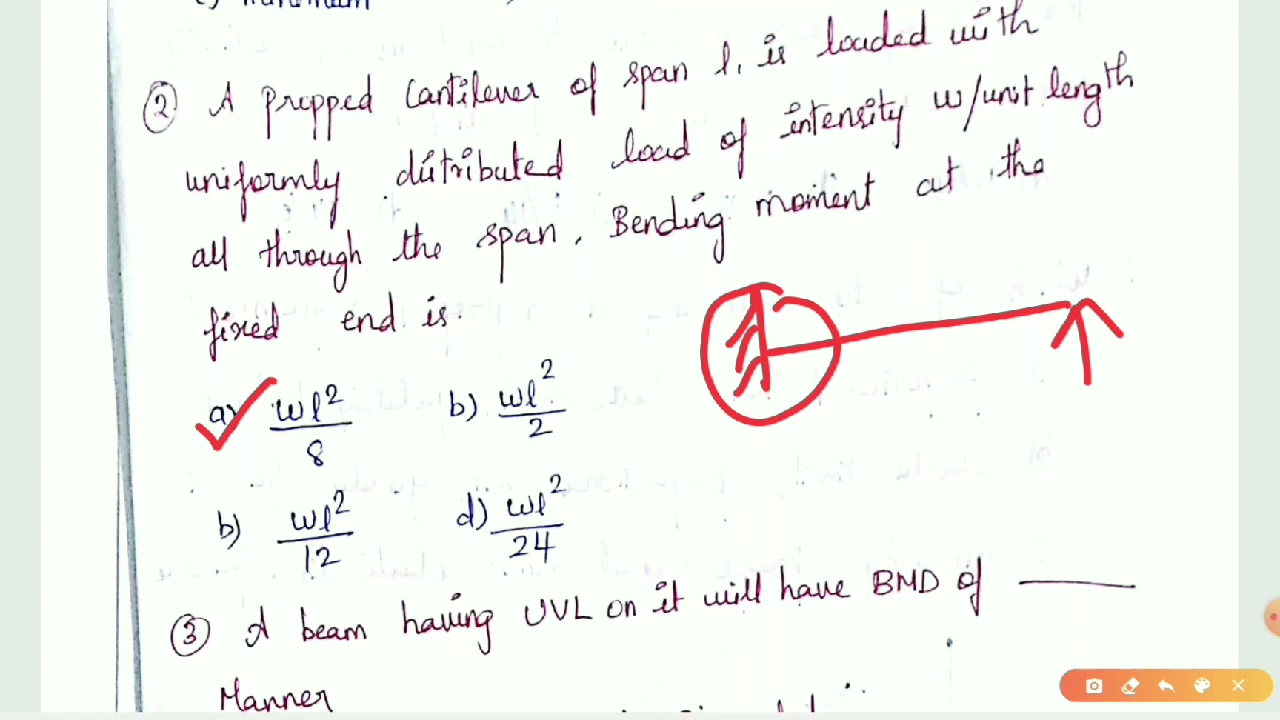 ② A propped cantilever of span l, is loaded with
uniformly distributed load of intensity w/unit length
all through the span. Bending moment at the
fixed end is.
a) wl²/8 b) wl²/2
b) wl²/12 d) wl²/24
③ A beam having UVL on it will have BMD of ______
Manner